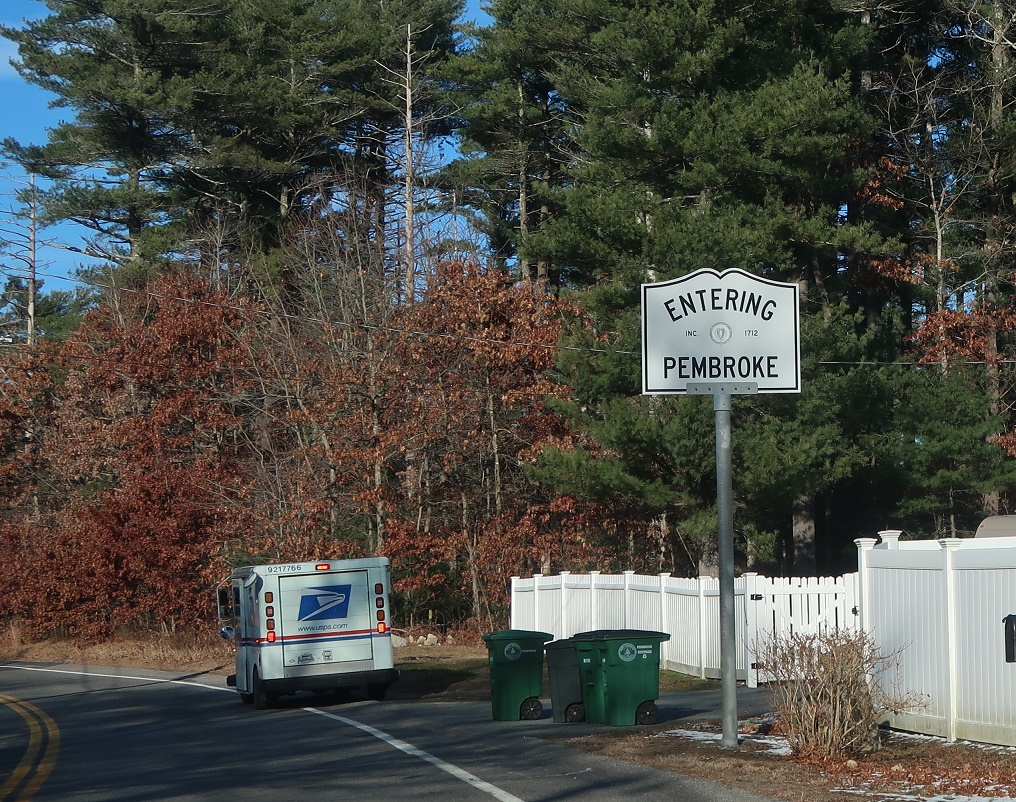 ENTERING
INC. 1712
PEMBROKE
9217766
www.usps.com